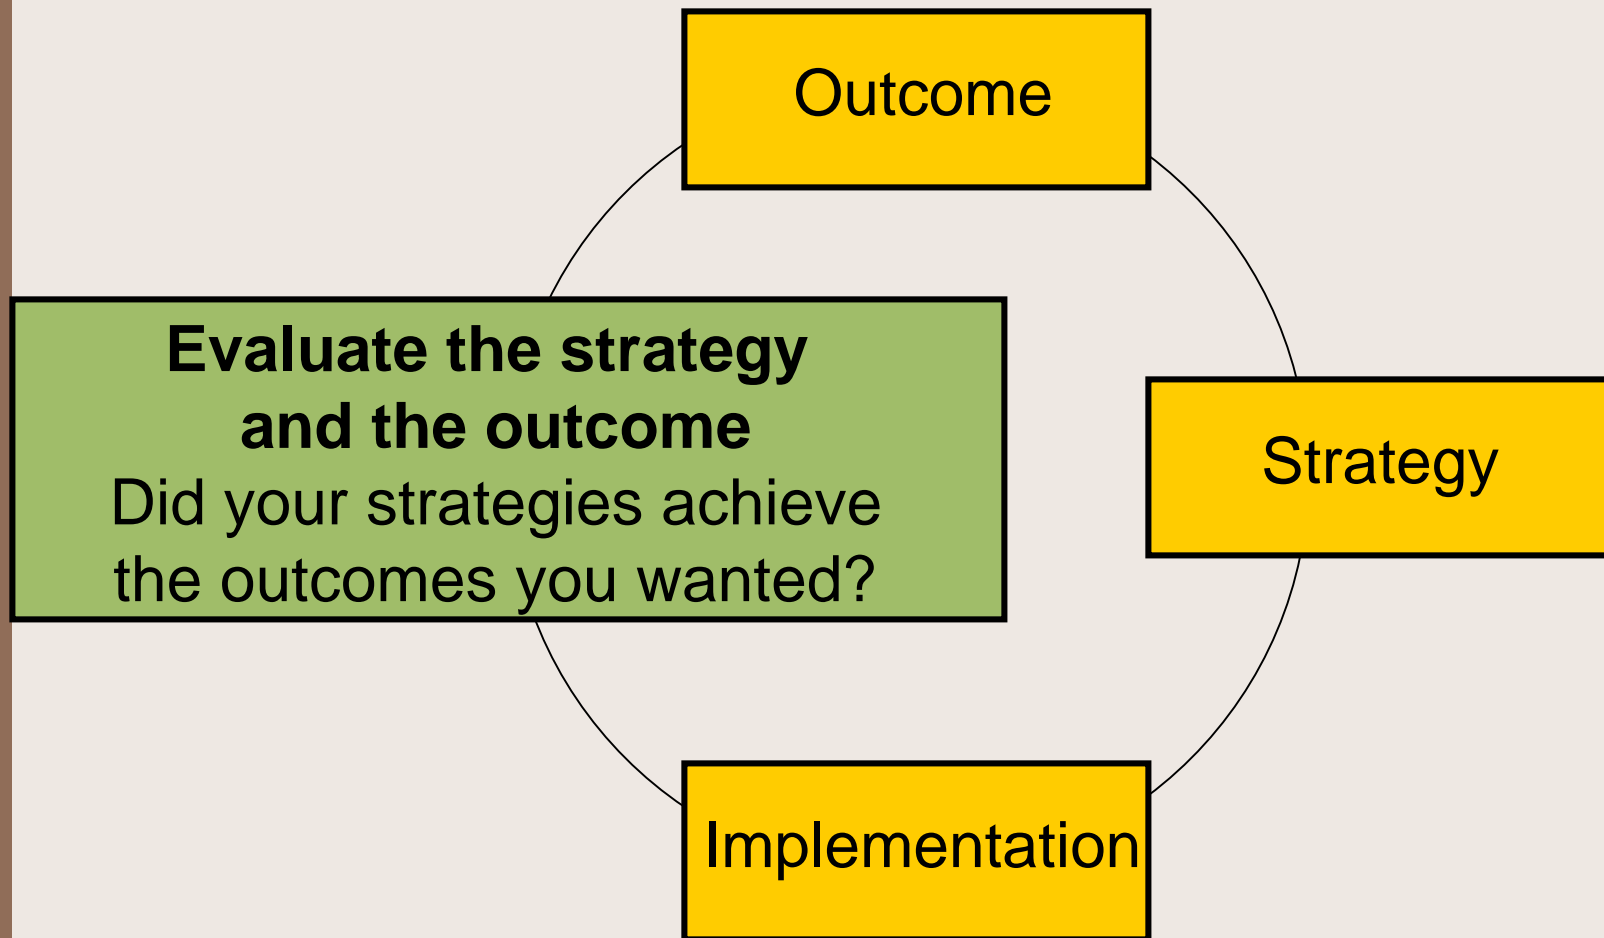 Outcome
Evaluate the strategy
and the outcome
Did your strategies achieve
the outcomes you wanted?
Strategy
Implementation